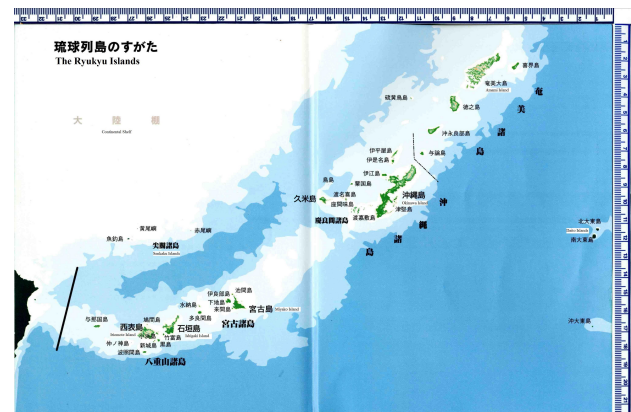 琉球列島のすがた
The Ryukyu Islands
喜界島
奄美大島
Amami Island
硫黄鳥島
徳之島
奄美諸島
大陸棚
Continental Shelf
沖永良部島
与論島
伊平屋島
伊是名島
伊江島
鳥島
粟国島
渡名喜島
久米島
座間味島
慶良間諸島
渡嘉敷島
沖縄島
Okinawa Island
津堅島
沖縄諸島
北大東島
Daito Islands
南大東島
沖大東島
黄尾嶼
赤尾嶼
魚釣島
尖閣諸島
Senkaku Islands
池間島
伊良部島
下地島
来間島
宮古島
Miyako Island
水納島
多良間島
宮古諸島
与那国島
鳩間島
西表島
Iriomote Island
石垣島
Ishigaki Island
竹富島
仲ノ神島
新城島
黒島
波照間島
八重山諸島